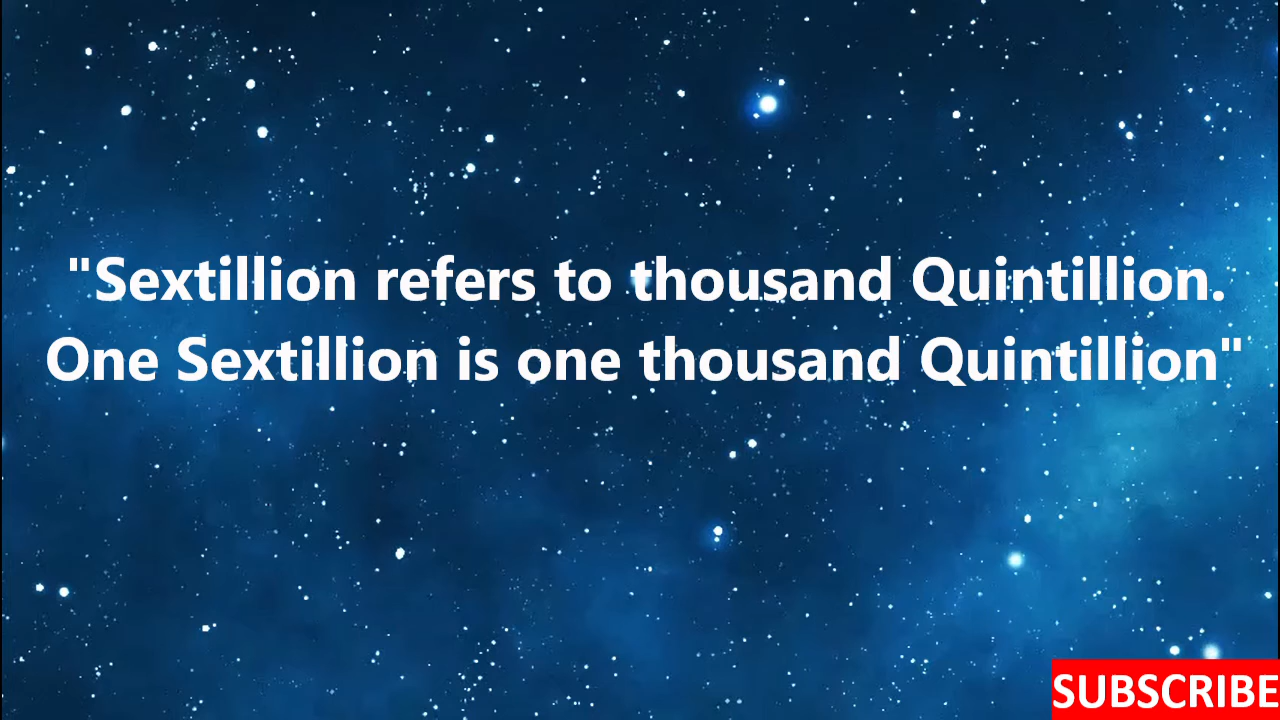 "Sextillion refers to thousand Quintillion.
One Sextillion is one thousand Quintillion"
SUBSCRIBE